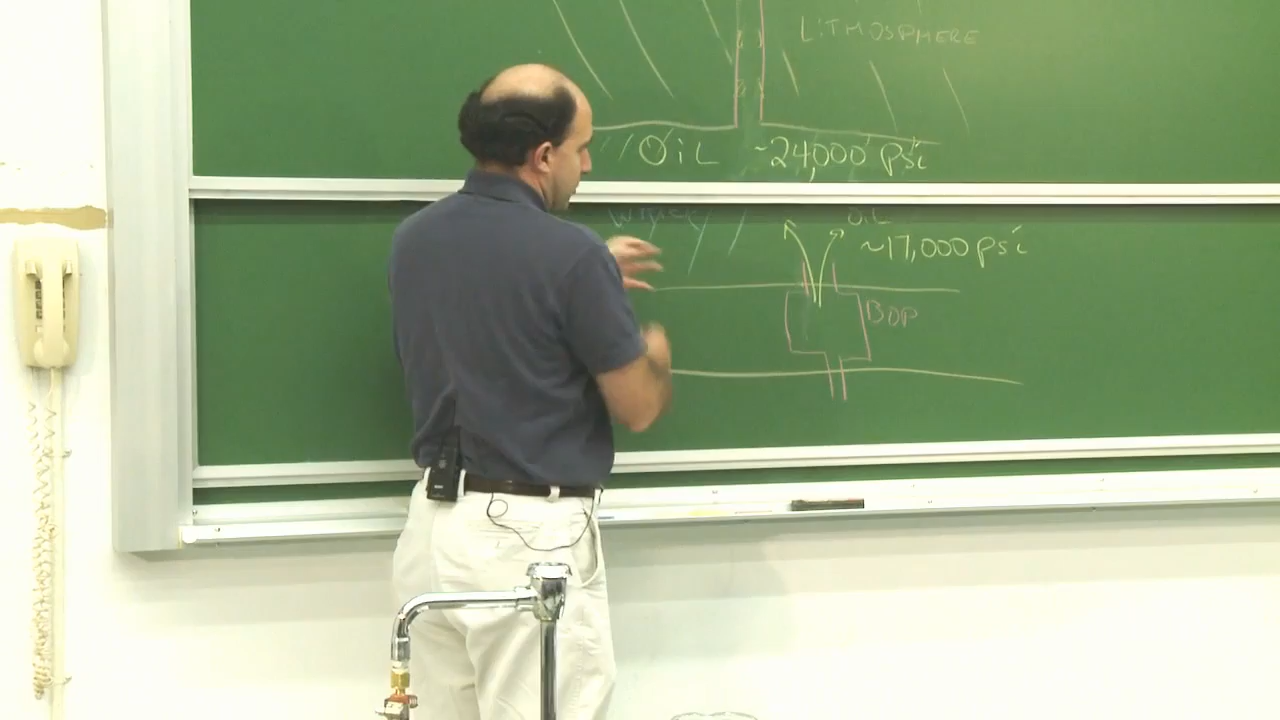 LITHOSPHERE
OIL ~24,000 psi
OIL
~17,000 psi
BOP